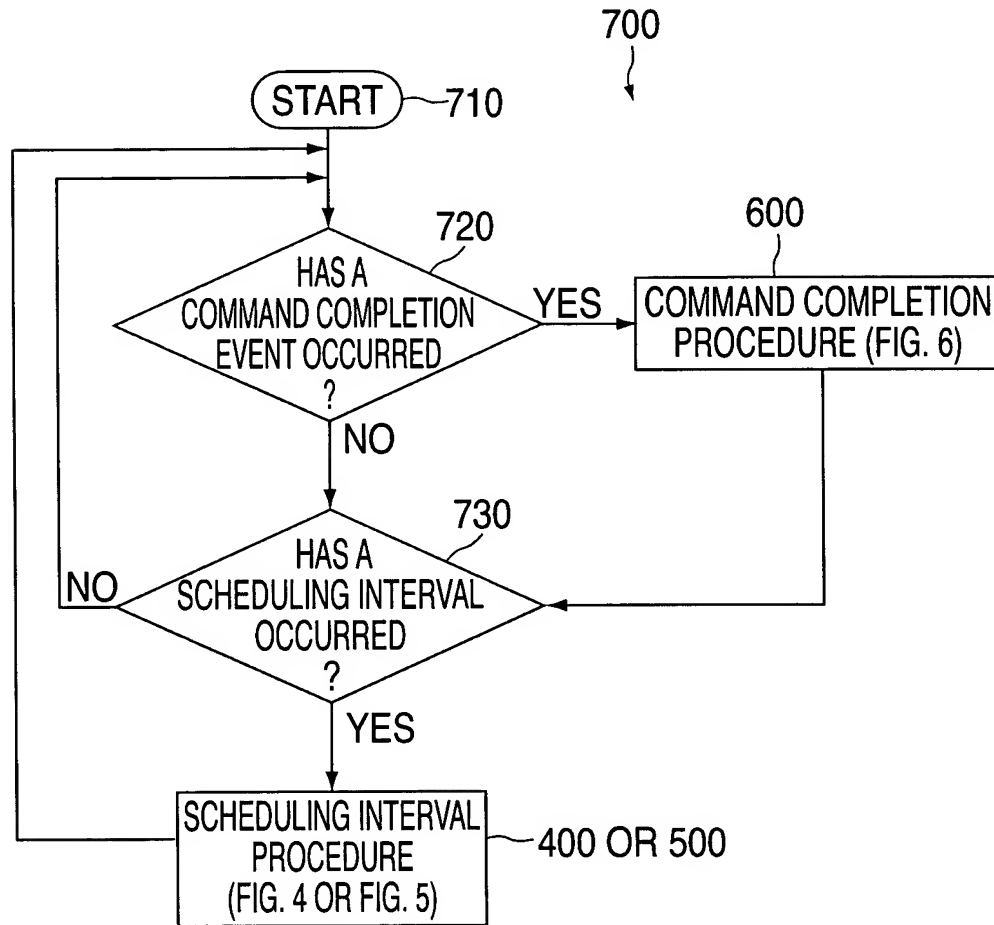 700
START
710
720
HAS A
COMMAND COMPLETION
EVENT OCCURRED
?
YES
600
COMMAND COMPLETION
PROCEDURE (FIG. 6)
NO
730
HAS A
SCHEDULING INTERVAL
OCCURRED
?
NO
YES
SCHEDULING INTERVAL
PROCEDURE
(FIG. 4 OR FIG. 5)
400 OR 500